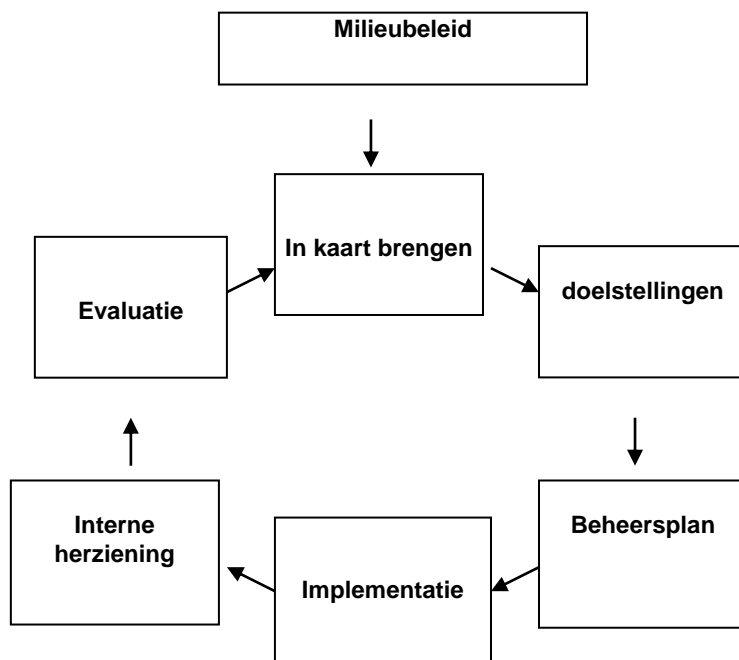 Milieubeleid
In kaart brengen
doelstellingen
Evaluatie
Beheersplan
Implementatie
Interne
herziening